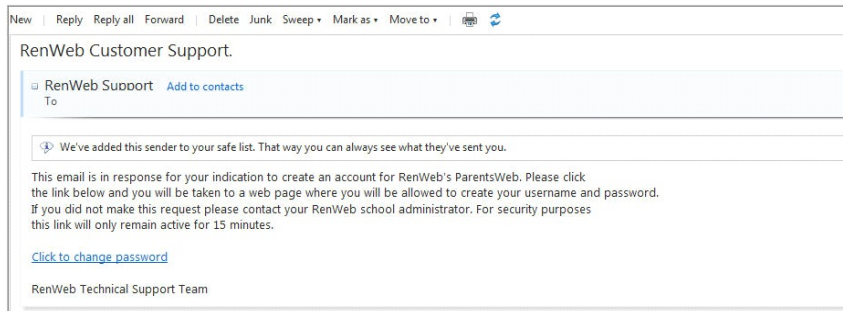 New Reply Reply all Forward Delete Junk Sweep Mark as Move to
RenWeb Customer Support.
RenWeb Support Add to contacts
To
We've added this sender to your safe list. That way you can always see what they've sent you.
This email is in response for your indication to create an account for RenWeb's ParentsWeb. Please click
the link below and you will be taken to a web page where you will be allowed to create your username and password.
If you did not make this request please contact your RenWeb school administrator. For security purposes
this link will only remain active for 15 minutes.
Click to change password
RenWeb Technical Support Team